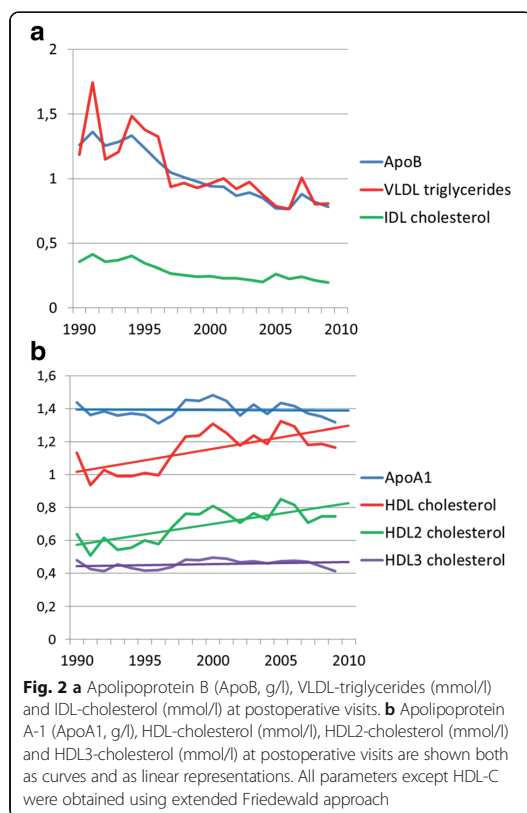 a
2
1,5
1
0,5
0
1990 1995 2000 2005 2010
ApoB
VLDL triglycerides
IDL cholesterol
b
1,6
1,4
1,2
1
0,8
0,6
0,4
0,2
0
1990 1995 2000 2005 2010
ApoA1
HDL cholesterol
HDL2 cholesterol
HDL3 cholesterol
Fig. 2 a Apolipoprotein B (ApoB, g/l), VLDL-triglycerides (mmol/l)
and IDL-cholesterol (mmol/l) at postoperative visits. b Apolipoprotein
A-1 (ApoA1, g/l), HDL-cholesterol (mmol/l), HDL2-cholesterol (mmol/l)
and HDL3-cholesterol (mmol/l) at postoperative visits are shown both
as curves and as linear representations. All parameters except HDL-C
were obtained using extended Friedewald approach